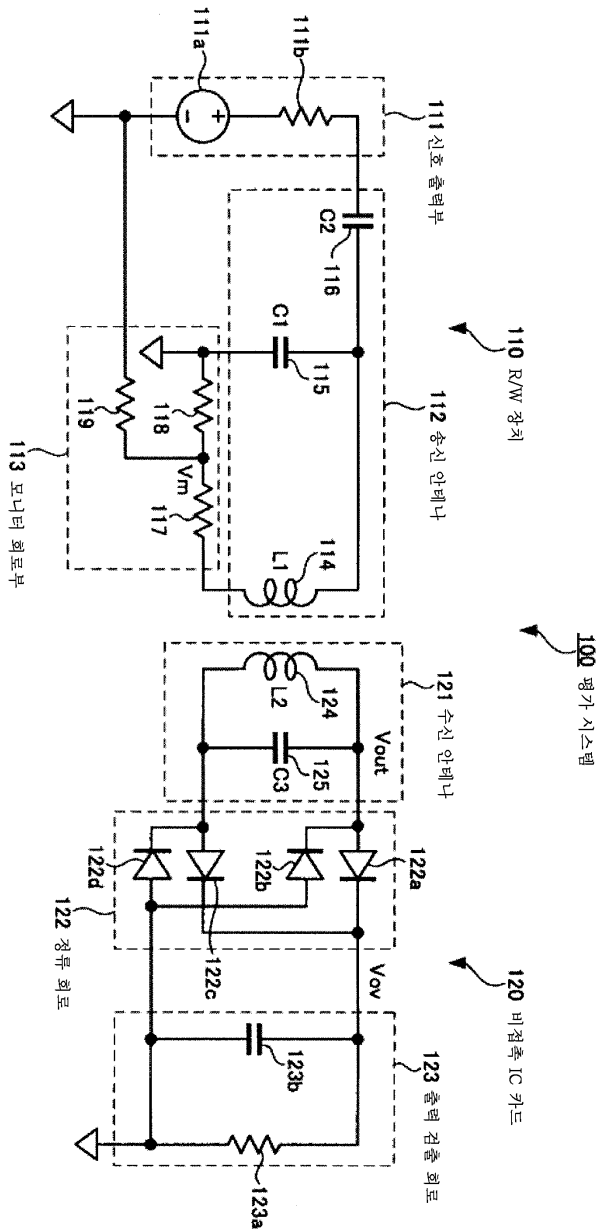 100 평가 시스템
110 R/W 장치
120 비접촉 IC 카드
111 신호 출력부
112 송신 안테나
121 수신 안테나
123 출력 검출 회로
111b
111a
C2
116
C1
115
114
L1
118
119
Vm
117
113 모니터 회로부
Vout
124
L2
125
C3
122a
122b
122c
122d
122 정류 회로
Vov
123b
123a